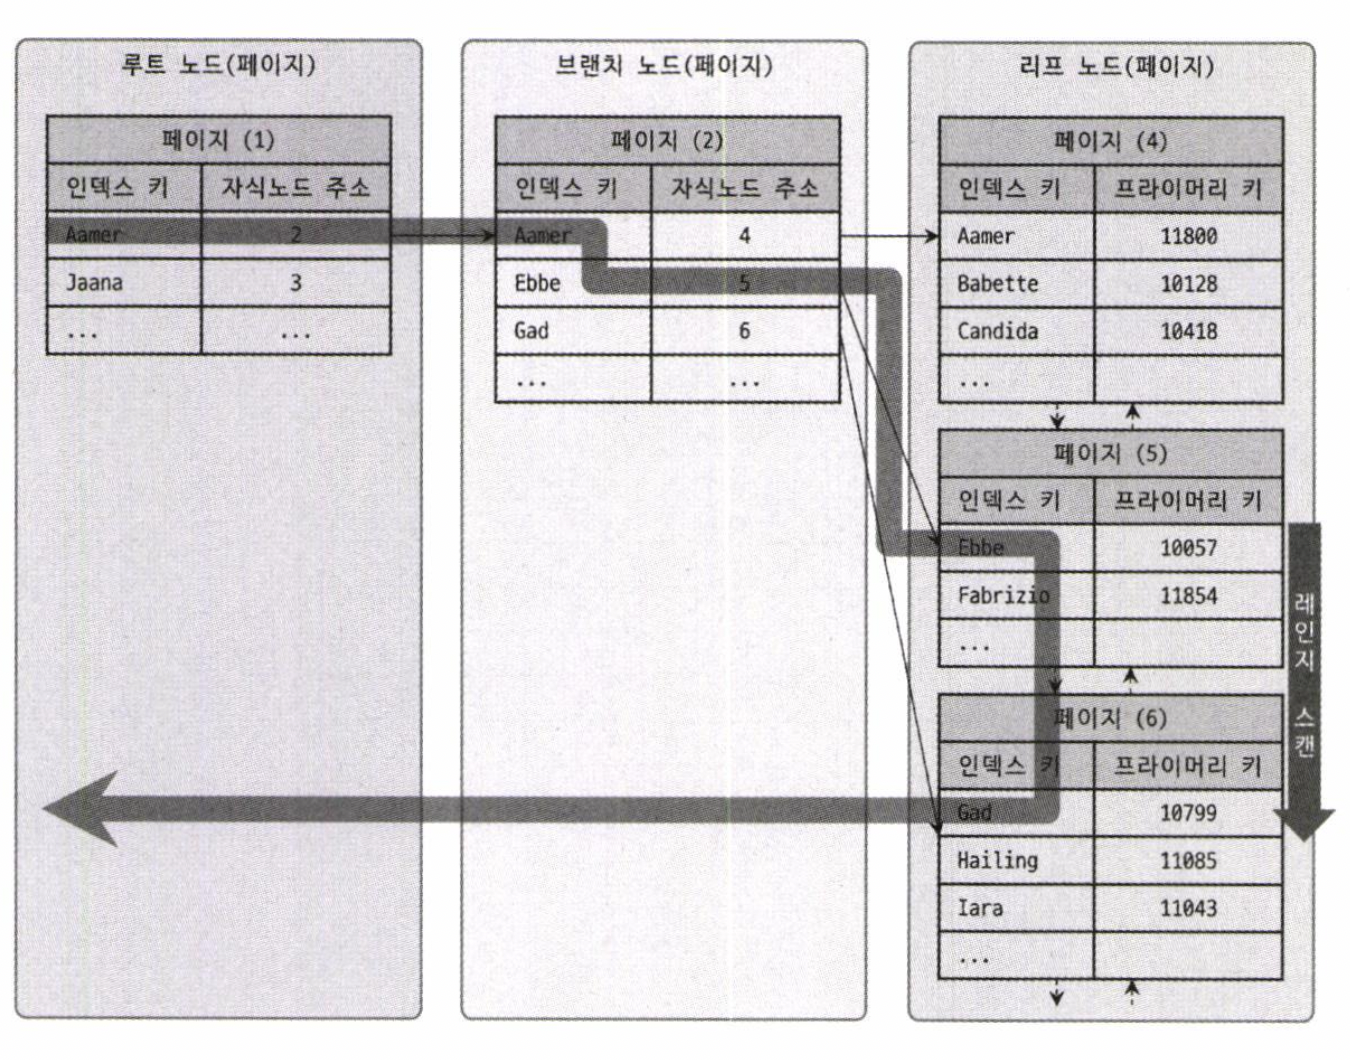 루트 노드(페이지)
페이지 (1)
인덱스 키 자식노드 주소
Aamer 2
Jaana 3
... ...
브랜치 노드(페이지)
페이지 (2)
인덱스 키 자식노드 주소
Aamer 4
Ebbe 5
Gad 6
... ...
리프 노드(페이지)
페이지 (4)
인덱스 키 프라이머리 키
Aamer 11800
Babette 10128
Candida 10418
...
페이지 (5)
인덱스 키 프라이머리 키
Ebbe 10057
Fabrizio 11854
...
페이지 (6)
인덱스 키 프라이머리 키
Gad 10799
Hailing 11085
Iara 11043
...
레인지 스캔